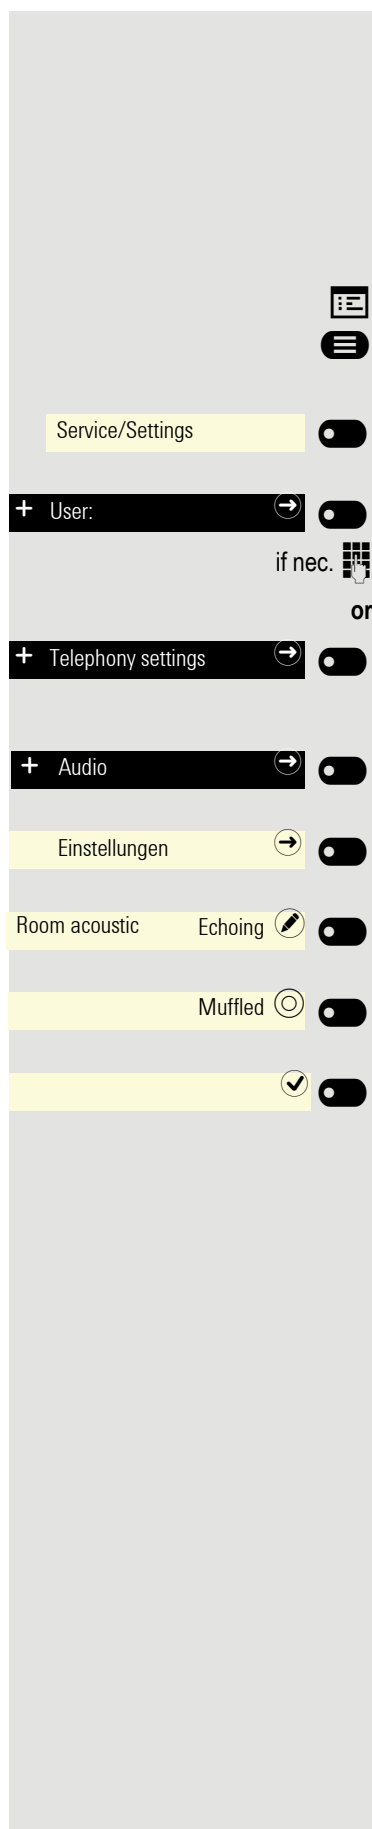 Service/Settings
+ User:
if nec.
or
+ Telephony settings
+ Audio
Einstellungen
Room acoustic Echoing
Muffled